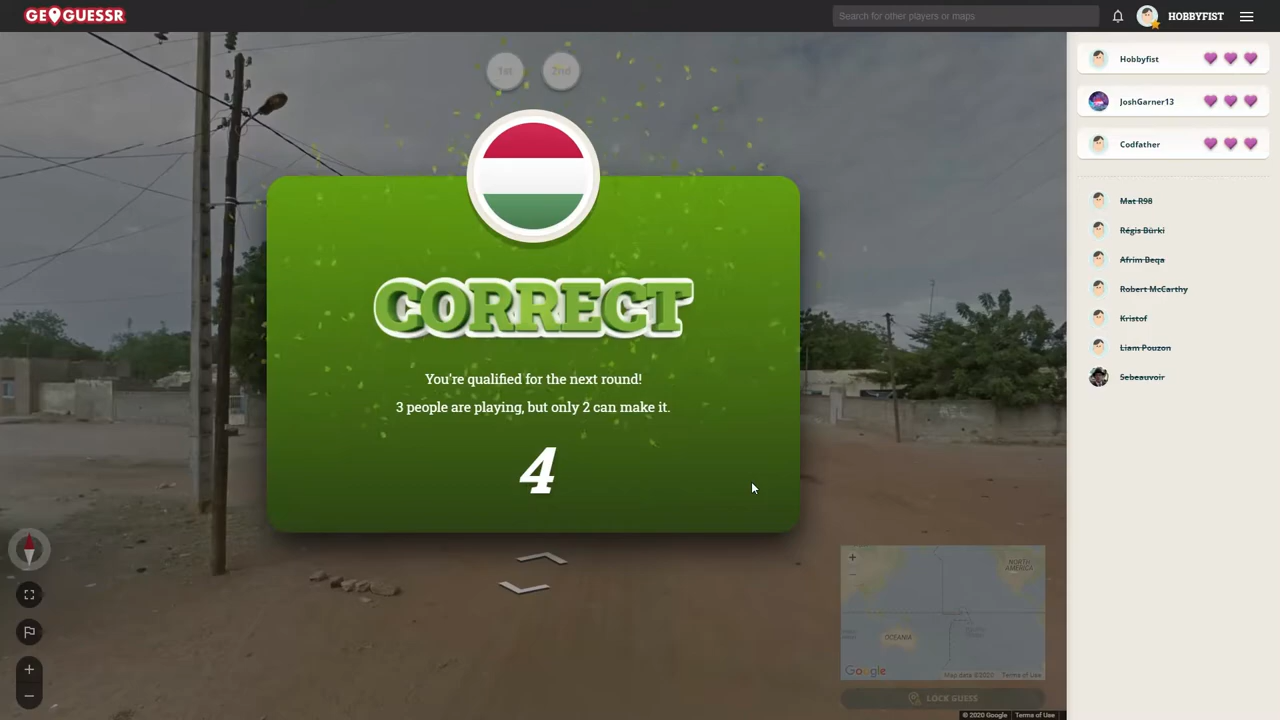 GEOGUESSR
Search for other players or maps
HOBBYFIST
1st
2nd
CORRECT
You're qualified for the next round!
3 people are playing, but only 2 can make it.
4
Hobbyfist
JoshGarner13
Codfather
Mat R98
Régis Bürki
Afrim Beqa
Robert McCarthy
Kristof
Liam Pouzon
Sebeauvoir
NORTH
AMERICA
OCEANIA
Google
Map data ©2020
Terms of Use
LOCK GUESS
© 2020 Google
Terms of Use